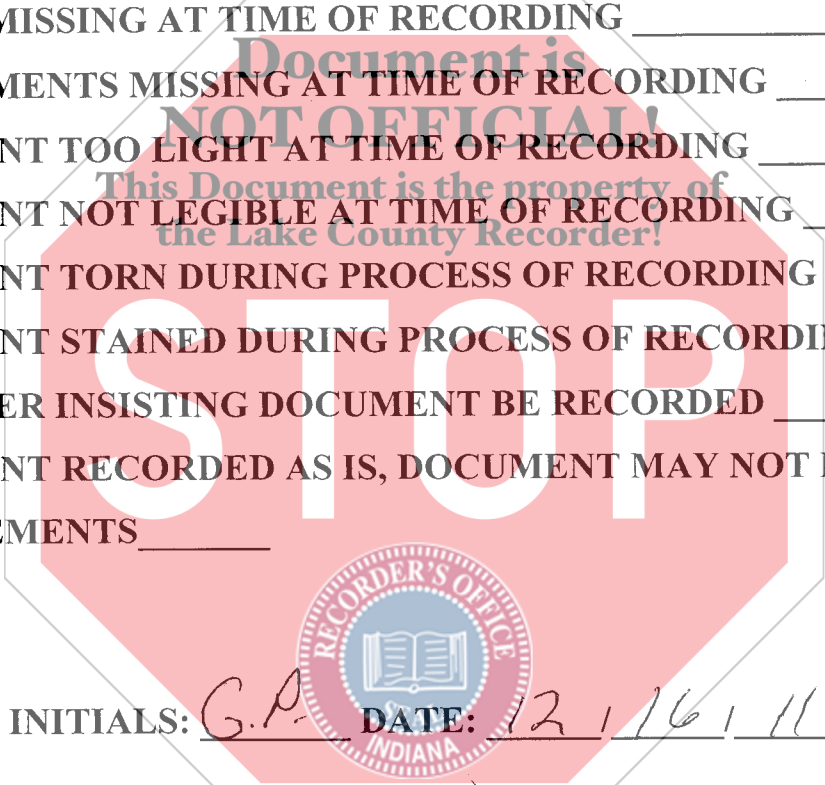 MISSING AT TIME OF RECORDING
Document is
MENTS MISSING AT TIME OF RECORDING
NOT OFFICIAL!
NT TOO LIGHT AT TIME OF RECORDING
This Document is the property of
NT NOT LEGIBLE AT TIME OF RECORDING
the Lake County Recorder!
NT TORN DURING PROCESS OF RECORDING
NT STAINED DURING PROCESS OF RECORDI
ER INSISTING DOCUMENT BE RECORDED
NT RECORDED AS IS, DOCUMENT MAY NOT
EMENTS
STOP
RECORDER'S OFFICE
INITIALS: G.P. DATE: 12 / 16 / 11
INDIANA